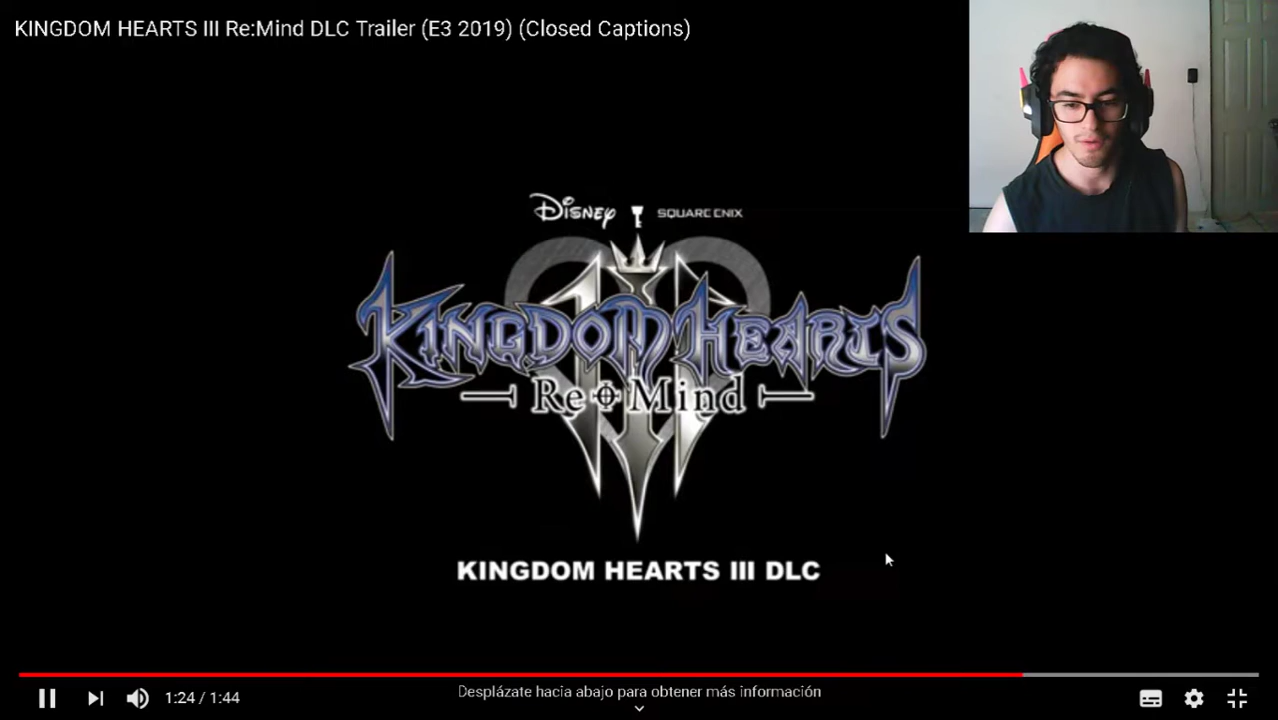 KINGDOM HEARTS III Re:Mind DLC Trailer (E3 2019) (Closed Captions)
Disney SQUARE ENIX
KINGDOM HEARTS
III
Re Mind
KINGDOM HEARTS III DLC
1:24 / 1:44
Desplázate hacia abajo para obtener más información